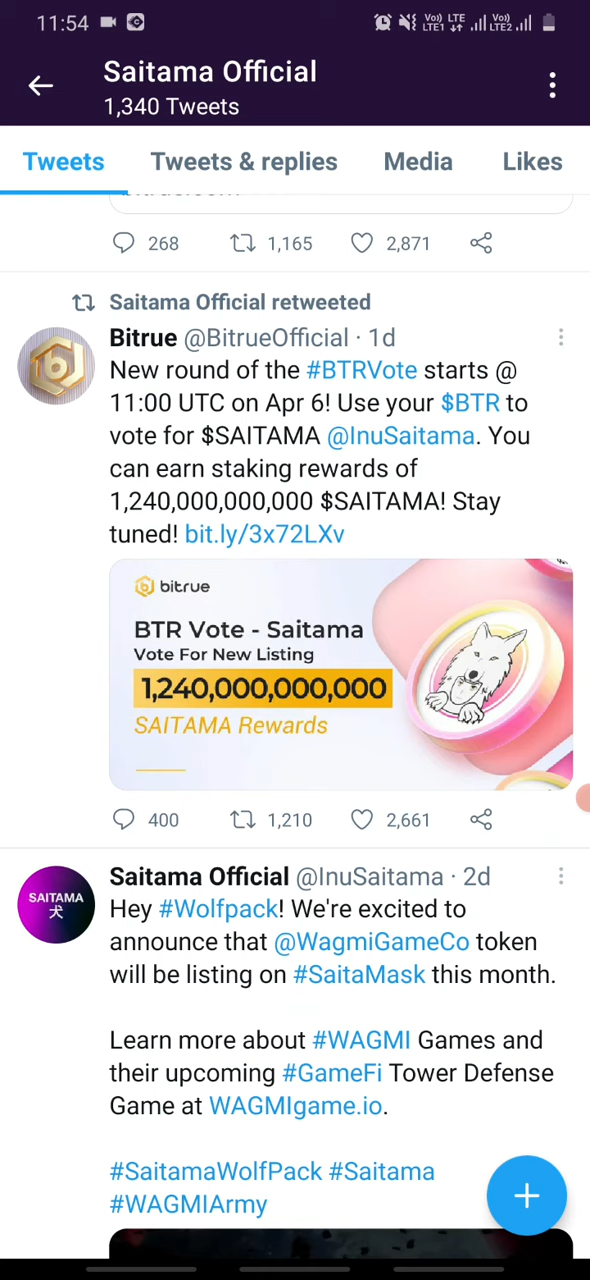 11:54
Vo) LTE LTE1
Vo) LTE2
Saitama Official
1,340 Tweets
Tweets
Tweets & replies
Media
Likes
268
1,165
2,871
Saitama Official retweeted
Bitrue @BitrueOfficial · 1d
New round of the #BTRVote starts @
11:00 UTC on Apr 6! Use your $BTR to
vote for $SAITAMA @InuSaitama. You
can earn staking rewards of
1,240,000,000,000 $SAITAMA! Stay
tuned! bit.ly/3x72LXv
bitrue
BTR Vote - Saitama
Vote For New Listing
1,240,000,000,000
SAITAMA Rewards
400
1,210
2,661
SAITAMA
犬
Saitama Official @InuSaitama · 2d
Hey #Wolfpack! We're excited to
announce that @WagmiGameCo token
will be listing on #SaitaMask this month.
Learn more about #WAGMI Games and
their upcoming #GameFi Tower Defense
Game at WAGMIgame.io.
#SaitamaWolfPack #Saitama
#WAGMIArmy